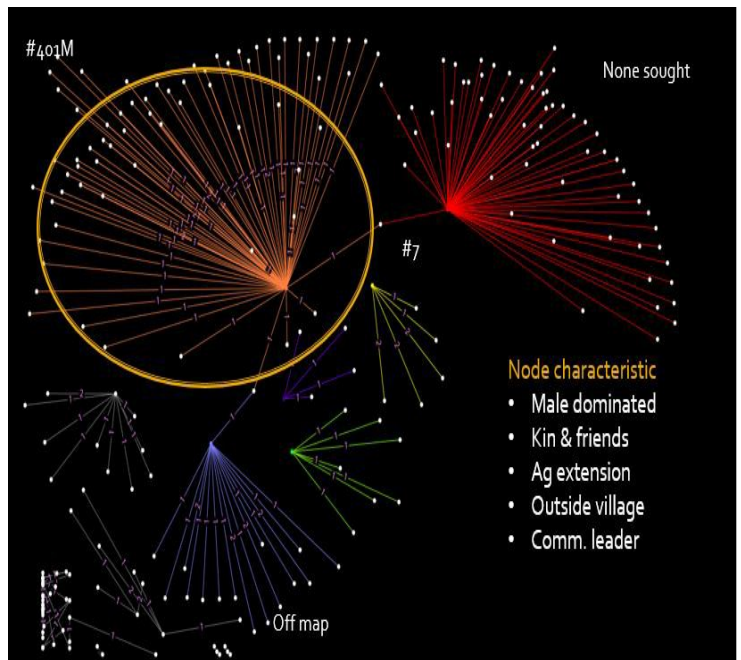 #401M
None sought
#7
Node characteristic
• Male dominated
• Kin & friends
• Ag extension
• Outside village
• Comm. leader
Off map